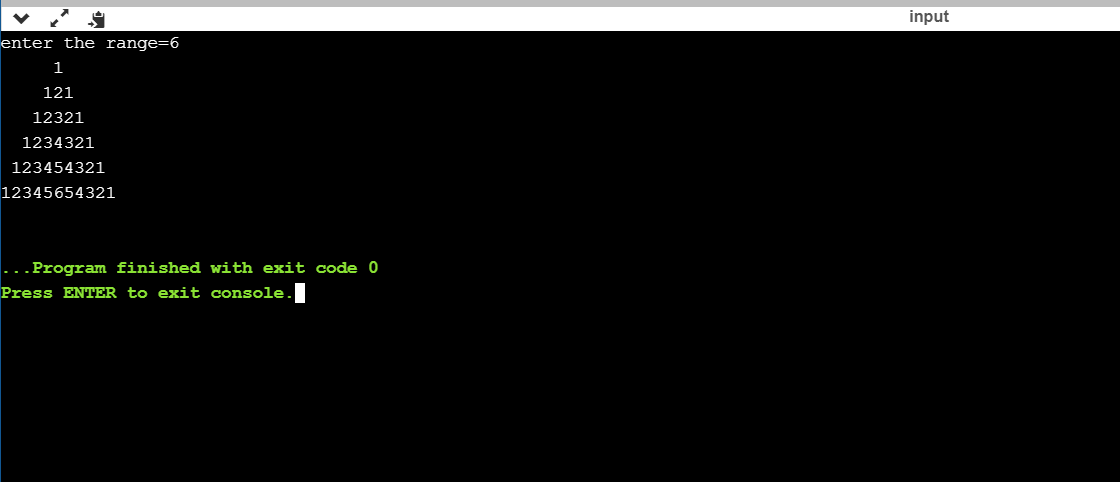 input
enter the range=6
     1
    121
   12321
  1234321
 123454321
12345654321
...Program finished with exit code 0
Press ENTER to exit console.